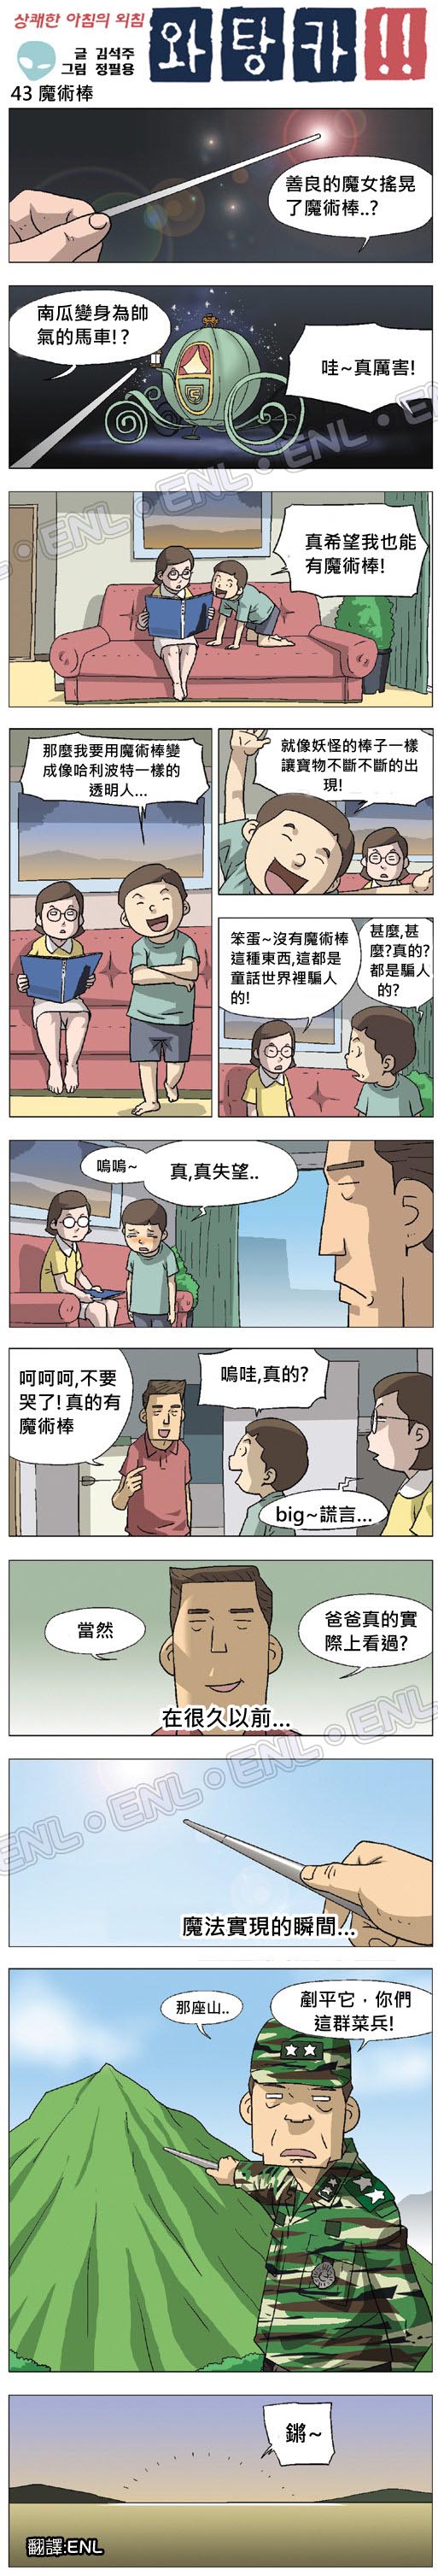 상쾌한 아침의 외침
글 김석주
그림 정필용
와탕카!!
43 魔術棒
善良的魔女搖晃
了魔術棒..?
南瓜變身為帥
氣的馬車!?
哇~真厲害!
ENL
真希望我也能
有魔術棒!
那麼我要用魔術棒變
成像哈利波特一樣的
透明人...
就像妖怪的棒子一樣
讓寶物不斷不斷的出
現!
笨蛋~沒有魔術棒
這種東西,這都是
童話世界裡騙人
的!
甚麼,甚
麼?真的?
都是騙人
的?
嗚嗚~
真,真失望..
呵呵呵,不要
哭了!真的有
魔術棒
嗚哇,真的?
big~謊言...
當然
爸爸真的實
際上看過?
在很久以前...
ENL
魔法實現的瞬間...
那座山..
剷平它，你們
這群菜兵!
鏘~
翻譯:ENL